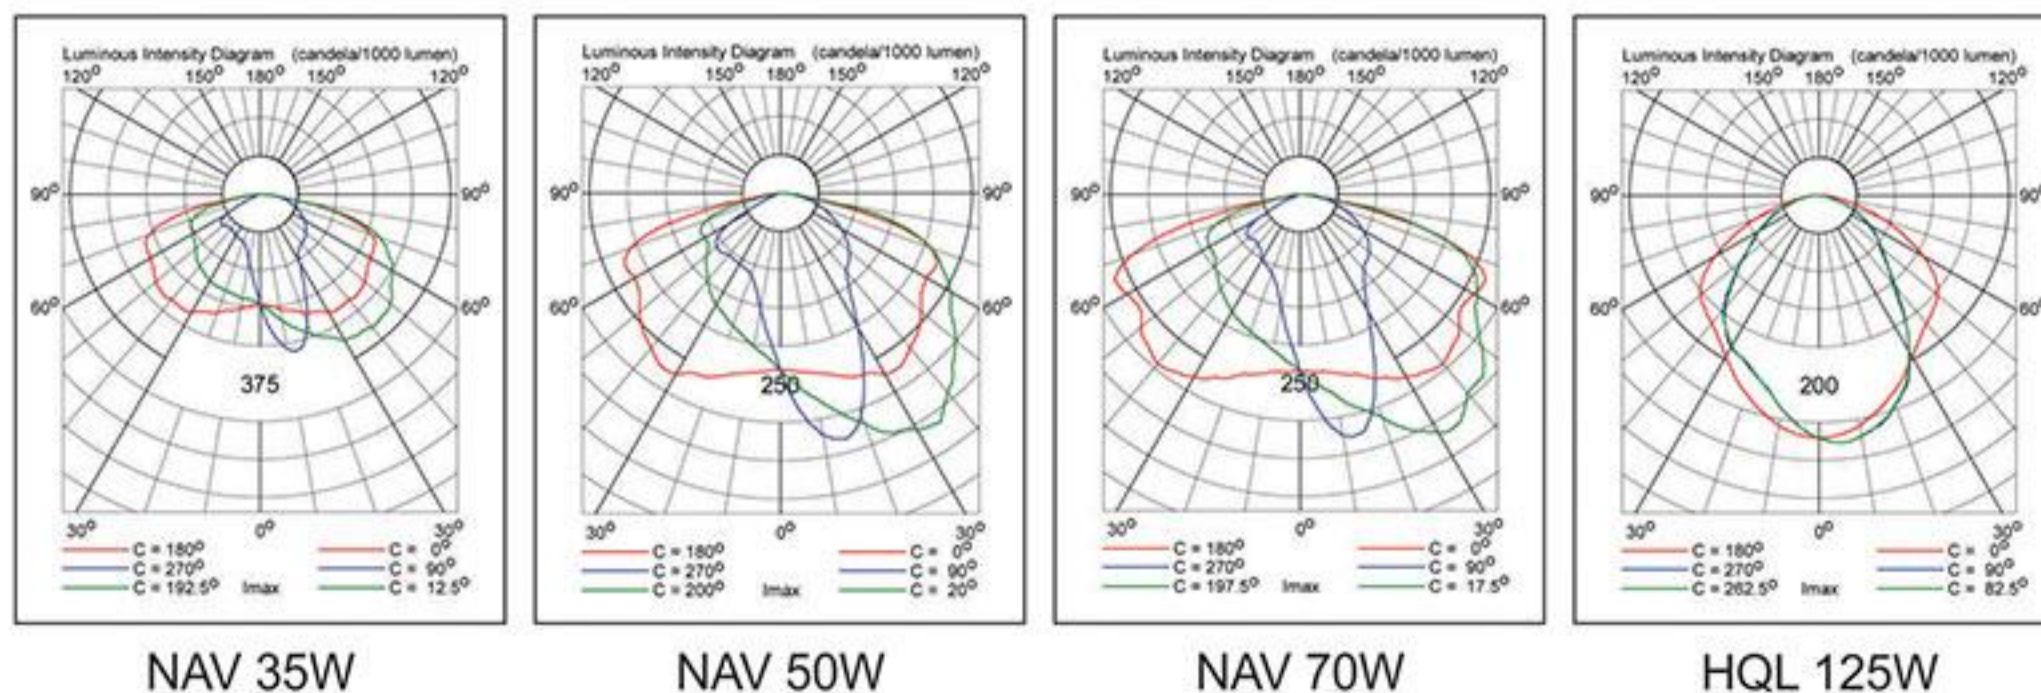 Luminous Intensity Diagram (candela/1000 lumen)
120° 150° 180° 150° 120°
90° 90°
60° 60°
375
30° 0° 30°
C = 180° C = 0°
C = 270° C = 90°
C = 192.5° Imax C = 12.5°
NAV 35W
Luminous Intensity Diagram (candela/1000 lumen)
120° 150° 180° 150° 120°
90° 90°
60° 60°
250
30° 0° 30°
C = 180° C = 0°
C = 270° C = 90°
C = 200° Imax C = 20°
NAV 50W
Luminous Intensity Diagram (candela/1000 lumen)
120° 150° 180° 150° 120°
90° 90°
60° 60°
250
30° 0° 30°
C = 180° C = 0°
C = 270° C = 90°
C = 197.5° Imax C = 17.5°
NAV 70W
Luminous Intensity Diagram (candela/1000 lumen)
120° 150° 180° 150° 120°
90° 90°
60° 60°
200
30° 0° 30°
C = 180° C = 0°
C = 270° C = 90°
C = 262.5° Imax C = 82.5°
HQL 125W